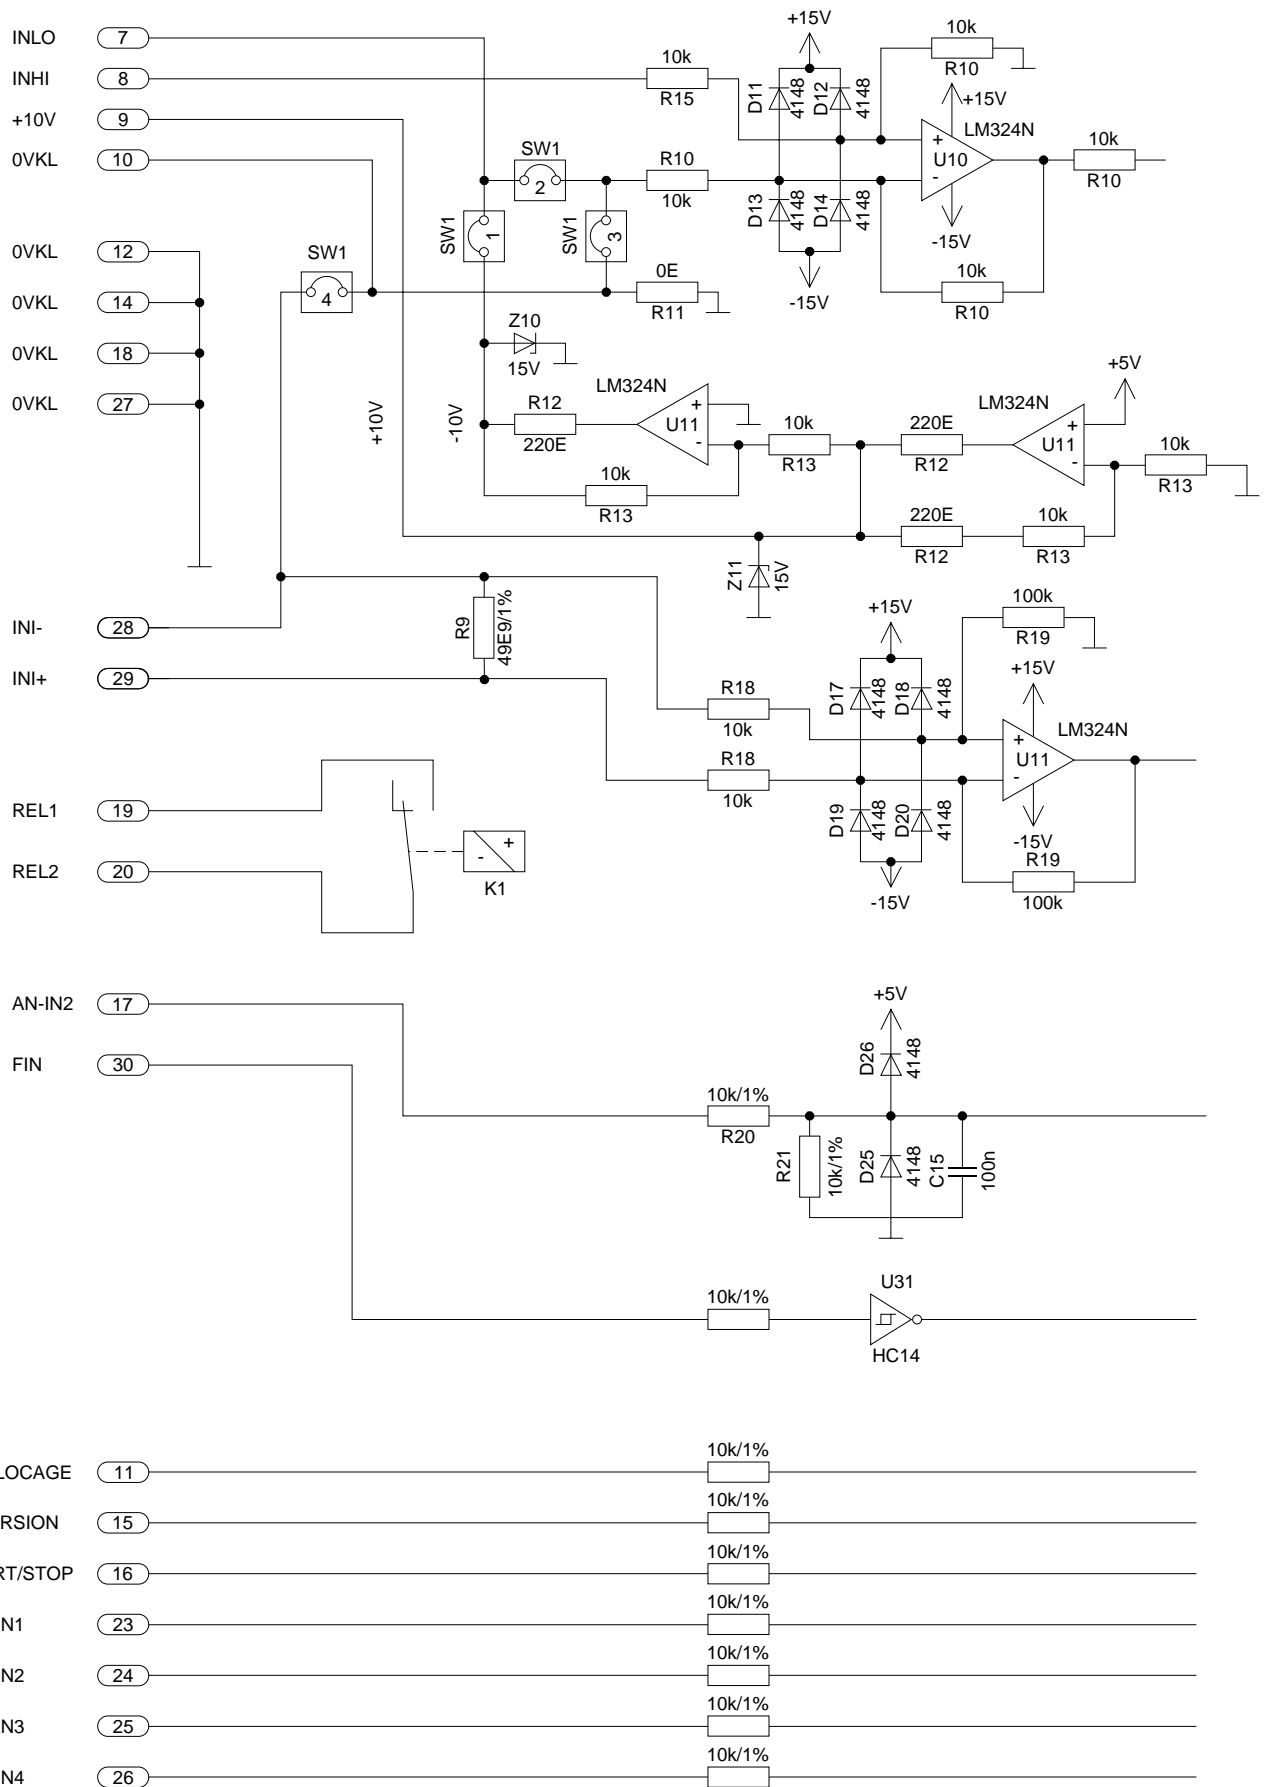 INLO 7
INHI 8
+10V 9
0VKL 10
0VKL 12
0VKL 14
0VKL 18
0VKL 27
SW1
4
SW1
2
SW1
1
SW1
3
10k
R15
R10
10k
0E
R11
+15V
D11
4148
D12
4148
D13
4148
D14
4148
-15V
10k
R10
+15V
LM324N
+
U10
-
-15V
10k
R10
10k
R10
Z10
15V
+10V
-10V
R12
220E
LM324N
+
U11
-
10k
R13
10k
R13
220E
R12
LM324N
+5V
+
U11
-
10k
R13
220E
R12
10k
R13
Z11
15V
INI- 28
INI+ 29
R9
49E9/1%
R18
10k
R18
10k
+15V
D17
4148
D18
4148
D19
4148
D20
4148
-15V
100k
R19
+15V
LM324N
+
U11
-
-15V
R19
100k
REL1 19
REL2 20
- +
K1
AN-IN2 17
FIN 30
10k/1%
R20
R21
10k/1%
+5V
D26
4148
D25
4148
C15
100n
10k/1%
U31
HC14
LOCAGE 11
10k/1%
RSION 15
10k/1%
RT/STOP 16
10k/1%
N1 23
10k/1%
N2 24
10k/1%
N3 25
10k/1%
N4 26
10k/1%